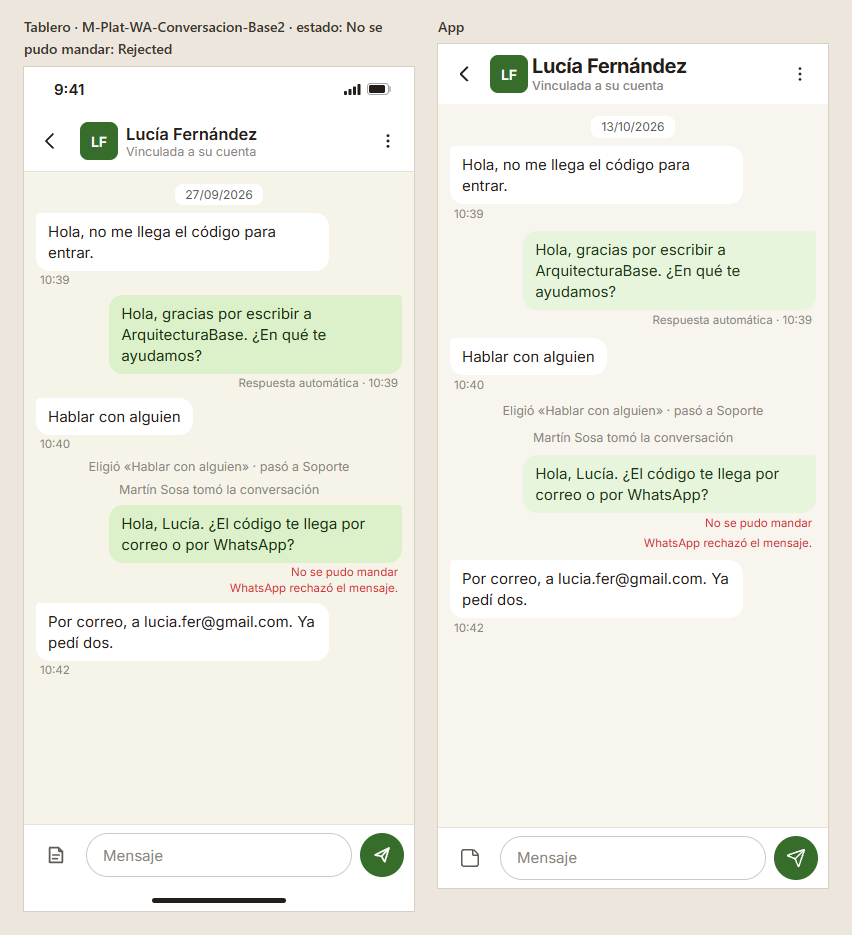 Tablero · M-Plat-WA-Conversacion-Base2 · estado: No se
pudo mandar: Rejected
9:41
LF
Lucía Fernández
Vinculada a su cuenta
27/09/2026
Hola, no me llega el código para
entrar.
10:39
Hola, gracias por escribir a
ArquitecturaBase. ¿En qué te
ayudamos?
Respuesta automática · 10:39
Hablar con alguien
10:40
Eligió «Hablar con alguien» · pasó a Soporte
Martín Sosa tomó la conversación
Hola, Lucía. ¿El código te llega por
correo o por WhatsApp?
No se pudo mandar
WhatsApp rechazó el mensaje.
Por correo, a lucia.fer@gmail.com. Ya
pedí dos.
10:42
Mensaje
App
LF
Lucía Fernández
Vinculada a su cuenta
13/10/2026
Hola, no me llega el código para
entrar.
10:39
Hola, gracias por escribir a
ArquitecturaBase. ¿En qué te
ayudamos?
Respuesta automática · 10:39
Hablar con alguien
10:40
Eligió «Hablar con alguien» · pasó a Soporte
Martín Sosa tomó la conversación
Hola, Lucía. ¿El código te llega por
correo o por WhatsApp?
No se pudo mandar
WhatsApp rechazó el mensaje.
Por correo, a lucia.fer@gmail.com. Ya
pedí dos.
10:42
Mensaje